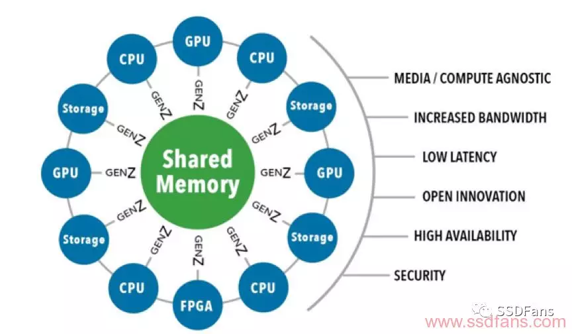 GPU
CPU
CPU
Storage
Storage
GPU
GPU
Storage
Storage
CPU
CPU
FPGA
GENZ
GENZ
GENZ
GENZ
GENZ
GENZ
GENZ
GENZ
GENZ
GENZ
GENZ
GENZ
Shared
Memory
MEDIA / COMPUTE AGNOSTIC
INCREASED BANDWIDTH
LOW LATENCY
OPEN INNOVATION
HIGH AVAILABILITY
SECURITY
SSDFans
www.ssdfans.com